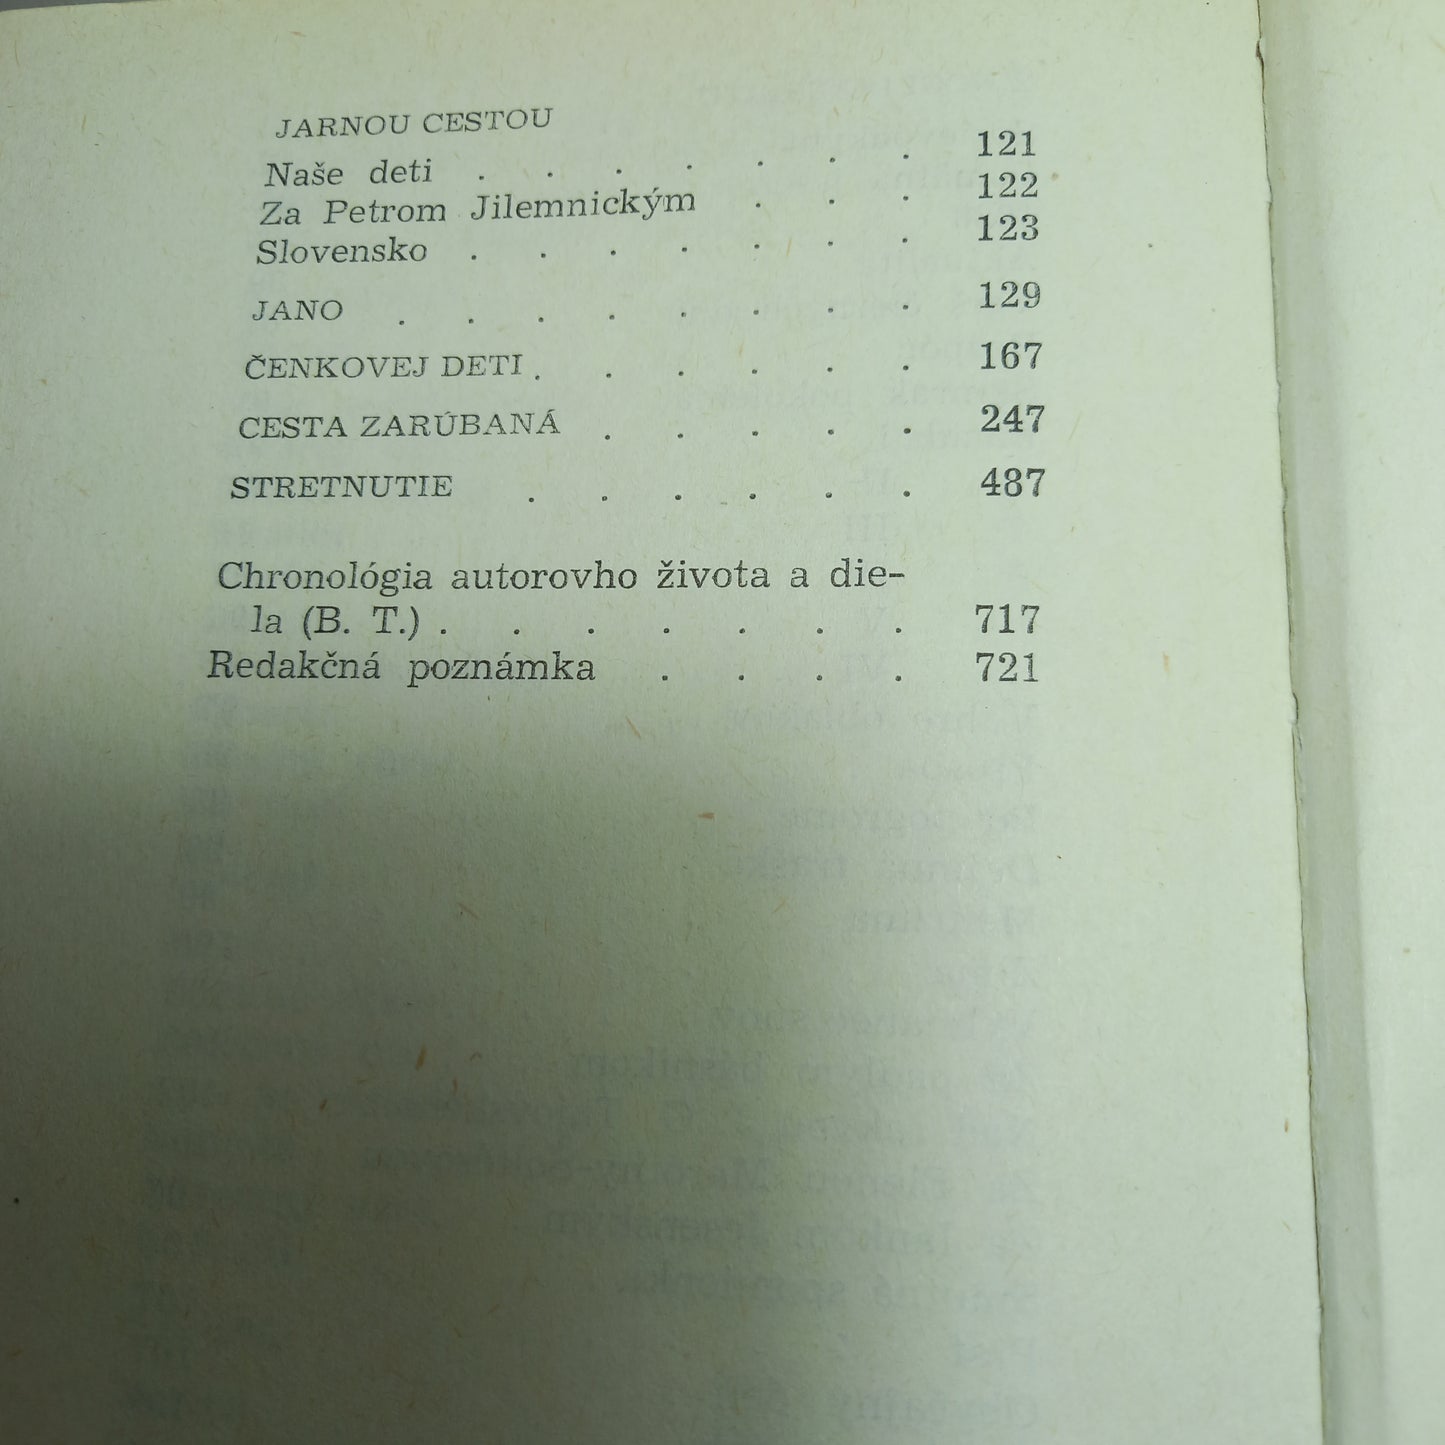 JARNOU CESTOU
Naše deti . . . . . . . 121
Za Petrom Jilemnickým . . . 122
Slovensko . . . . . . . 123
JANO . . . . . . . . 129
ČENKOVEJ DETI . . . . . . 167
CESTA ZARÚBANÁ . . . . . 247
STRETNUTIE . . . . . . 487
Chronológia autorovho života a die-
la (B. T.) . . . . . . . 717
Redakčná poznámka . . . . 721